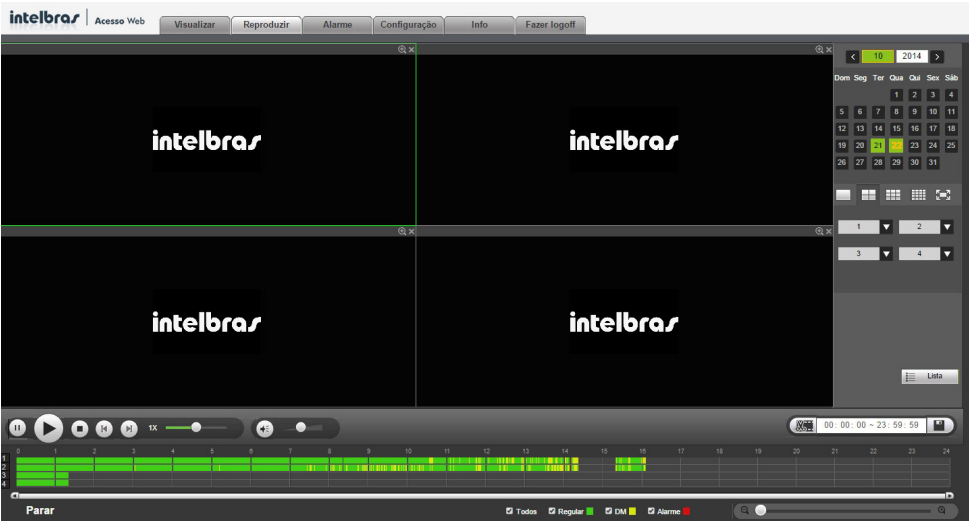 intelbras Acesso Web Visualizar Reproduzir Alarme Configuração Info Fazer logoff
10 2014
Dom Seg Ter Qua Qui Sex Sáb
1 2 3 4
5 6 7 8 9 10 11
12 13 14 15 16 17 18
19 20 21 22 23 24 25
26 27 28 29 30 31
intelbras
intelbras
1 2
3 4
intelbras
intelbras
Lista
1X
00: 00: 00 ~ 23: 59: 59
0 1 2 3 4 5 6 7 8 9 10 11 12 13 14 15 16 17 18 19 20 21 22 23 24
1
2
3
4
Parar
Todos Regular DM Alarme